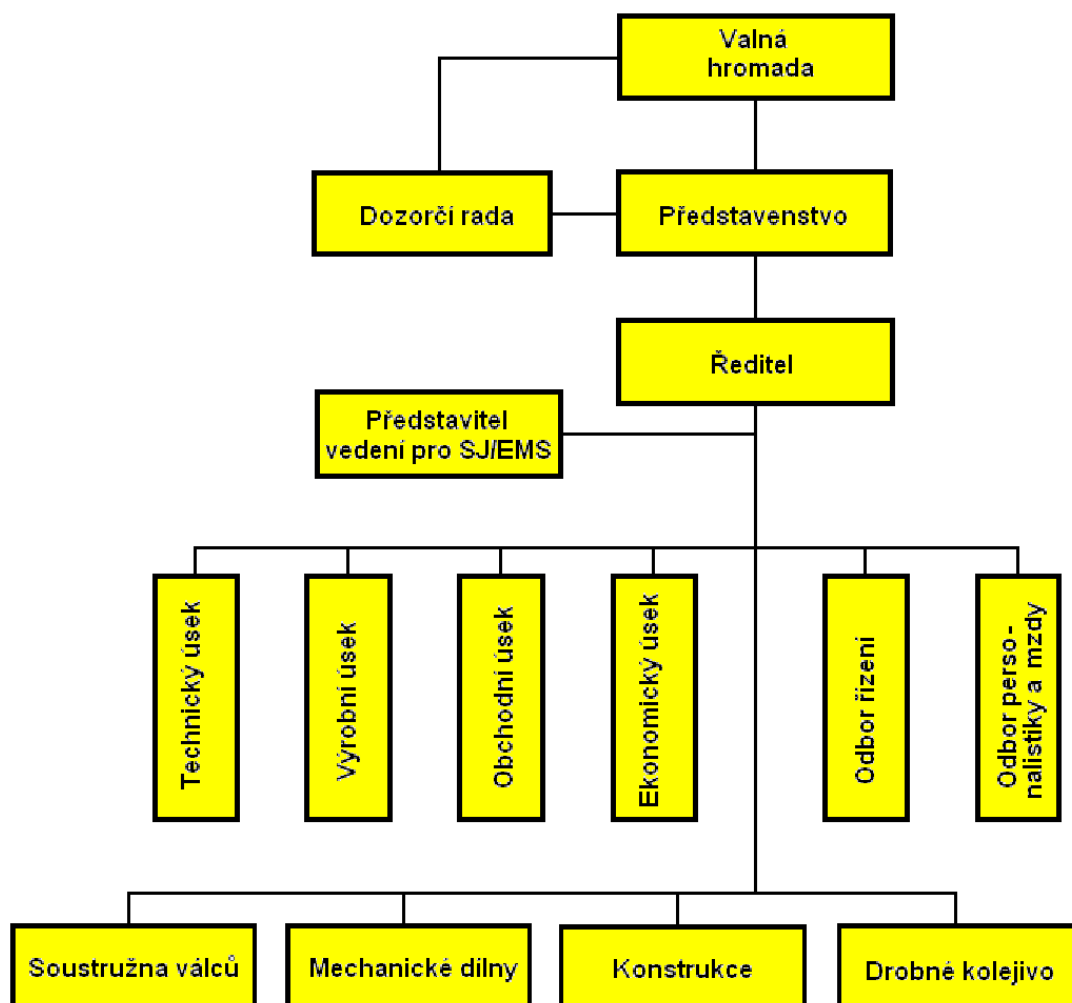 Valná
hromada
Dozorčí rada
Představenstvo
Ředitel
Představitel
vedení pro SJ/EMS
Technický úsek
Výrobní úsek
Obchodní úsek
Ekonomický úsek
Odbor řízení
Odbor perso-
nalistiky a mzdy
Soustružna válců
Mechanické dílny
Konstrukce
Drobné kolejivo